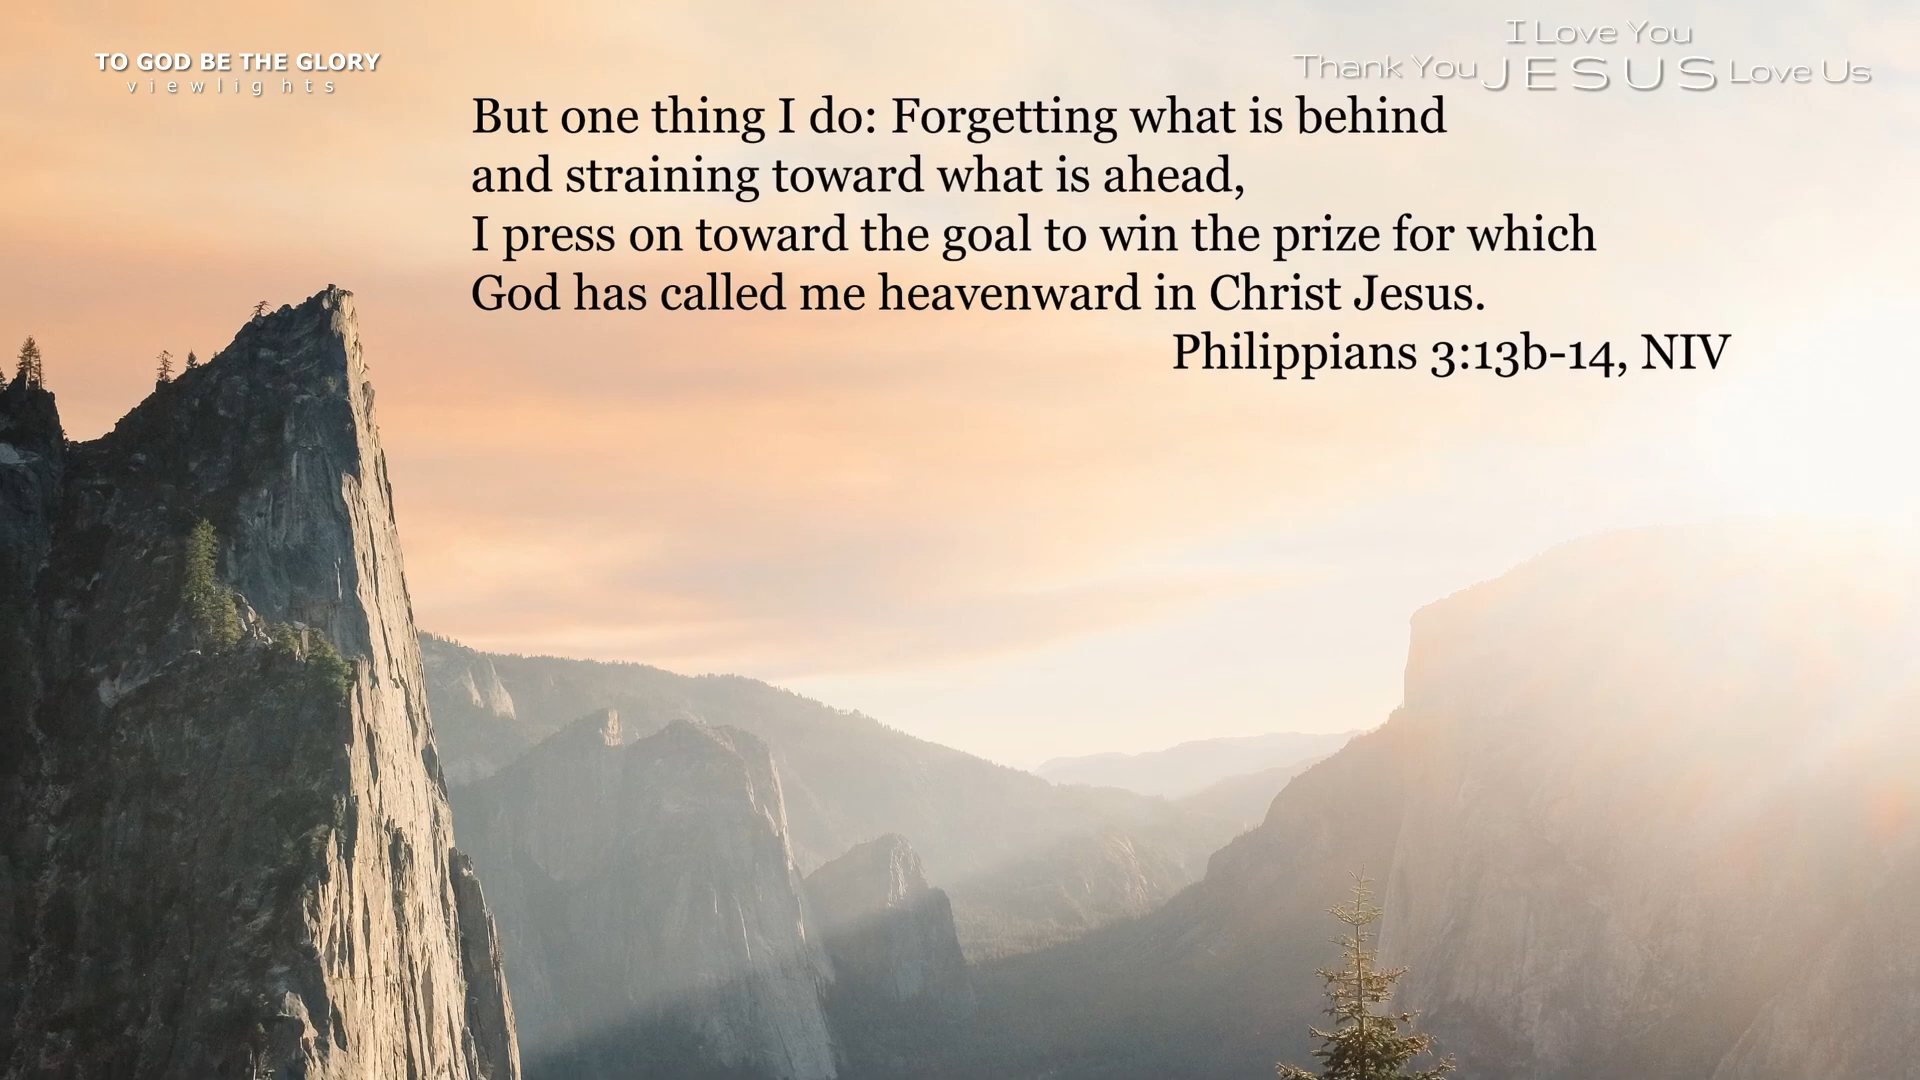 TO GOD BE THE GLORY
viewlights
I Love You
Thank You JESUS Love Us
But one thing I do: Forgetting what is behind
and straining toward what is ahead,
I press on toward the goal to win the prize for which
God has called me heavenward in Christ Jesus.
Philippians 3:13b-14, NIV